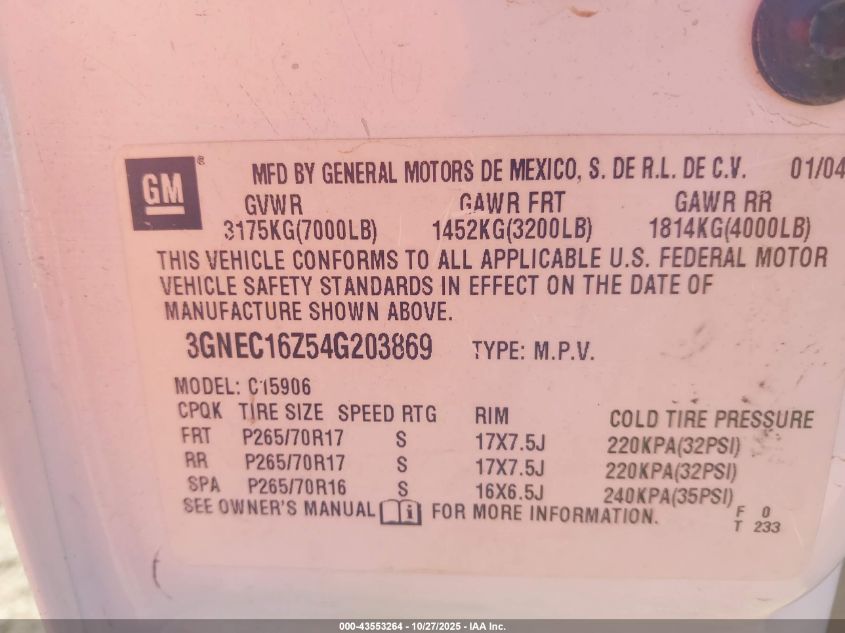 GM ®
MFD BY GENERAL MOTORS DE MEXICO, S. DE R.L. DE C.V. 01/04
GVWR GAWR FRT GAWR RR
3175KG(7000LB) 1452KG(3200LB) 1814KG(4000LB)
THIS VEHICLE CONFORMS TO ALL APPLICABLE U.S. FEDERAL MOTOR
VEHICLE SAFETY STANDARDS IN EFFECT ON THE DATE OF
MANUFACTURE SHOWN ABOVE.
3GNEC16Z54G203869 TYPE: M.P.V.
MODEL: C15906
CPQK TIRE SIZE SPEED RTG RIM COLD TIRE PRESSURE
FRT P265/70R17 S 17X7.5J 220KPA(32PSI)
RR P265/70R17 S 17X7.5J 220KPA(32PSI)
SPA P265/70R16 S 16X6.5J 240KPA(35PSI)
SEE OWNER'S MANUAL i FOR MORE INFORMATION. F 0
T 233
000-43553264 - 10/27/2025 - IAA Inc.